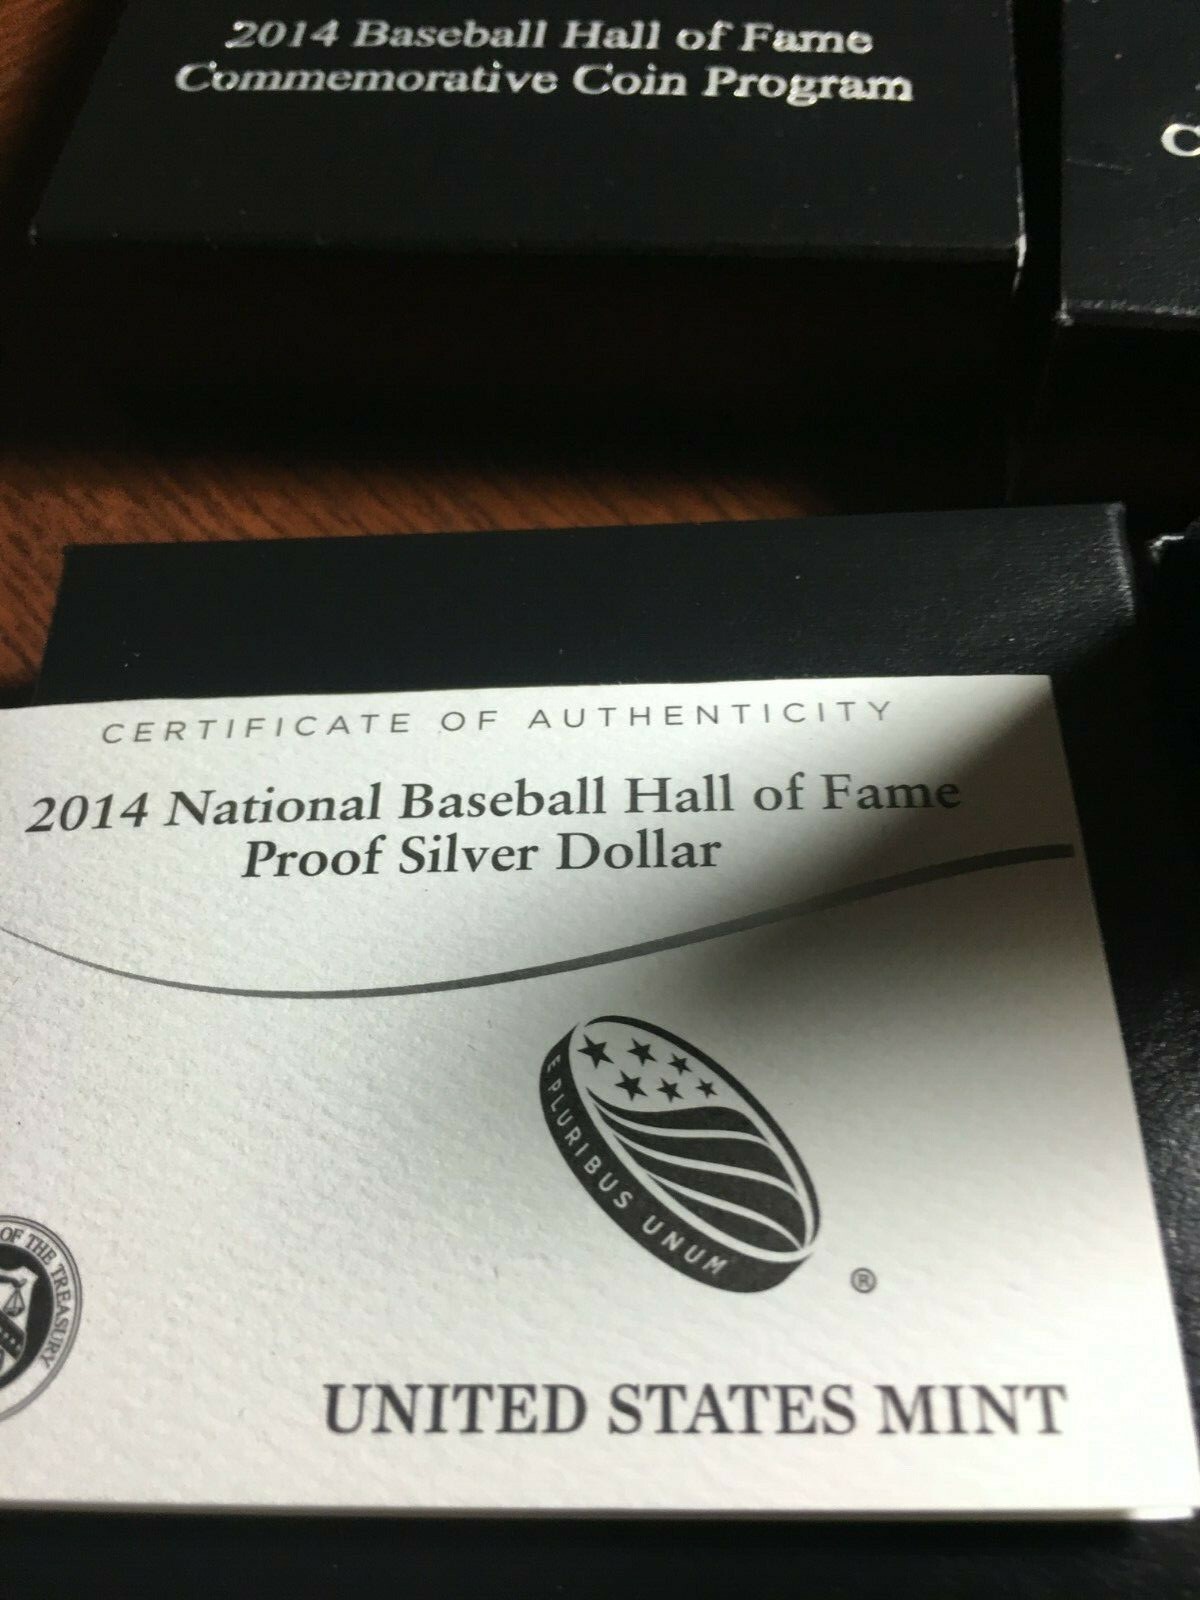 2014 Baseball Hall of Fame
Commemorative Coin Program
C
CERTIFICATE OF AUTHENTICITY
2014 National Baseball Hall of Fame
Proof Silver Dollar
E PLURIBUS UNUM
®
OF THE TREASURY
UNITED STATES MINT